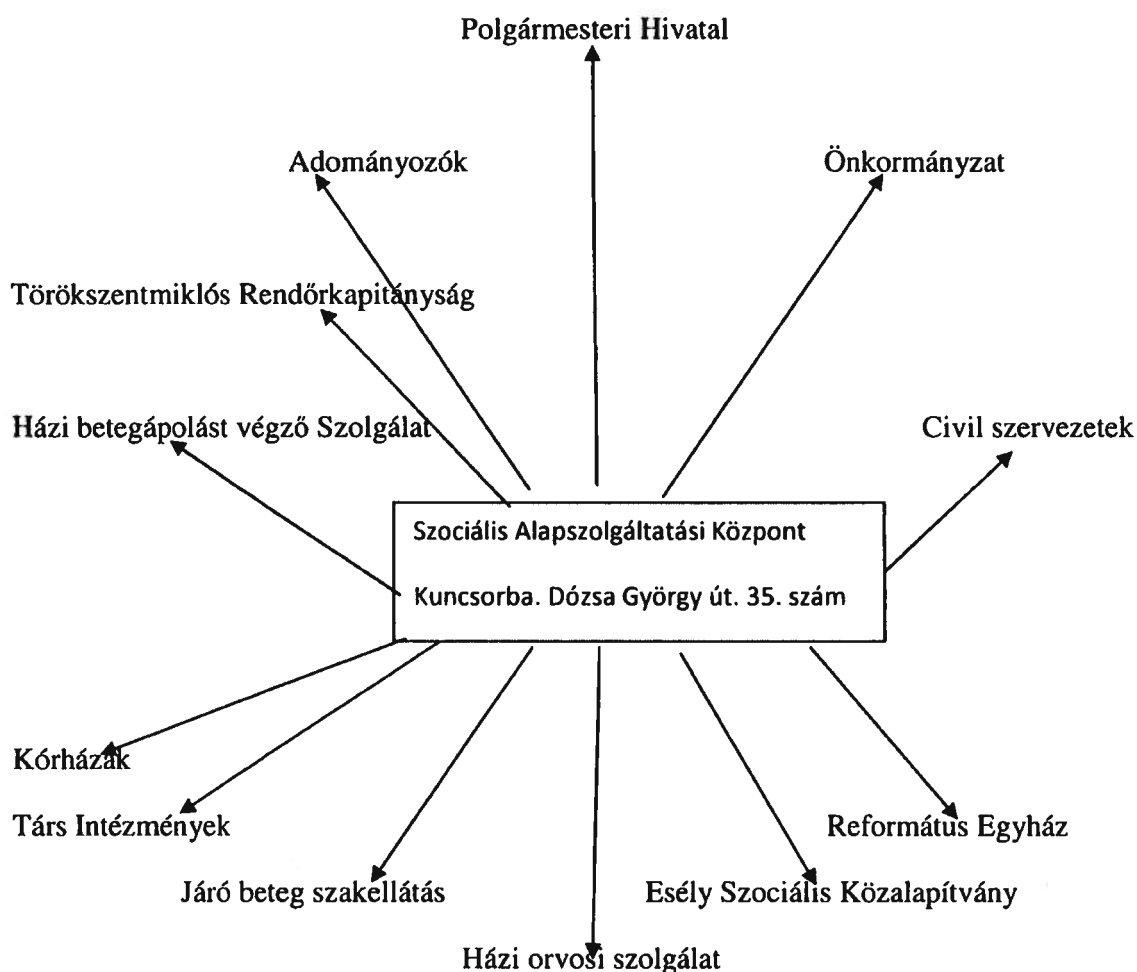 Polgármesteri Hivatal
Adományozók
Önkormányzat
Törökszentmiklós Rendőrkapitányság
Házi betegápolást végző Szolgálat
Civil szervezetek
Szociális Alapszolgáltatási Központ
Kuncsorba. Dózsa György út. 35. szám
Kórházak
Társ Intézmények
Református Egyház
Járó beteg szakellátás
Esély Szociális Közalapítvány
Házi orvosi szolgálat